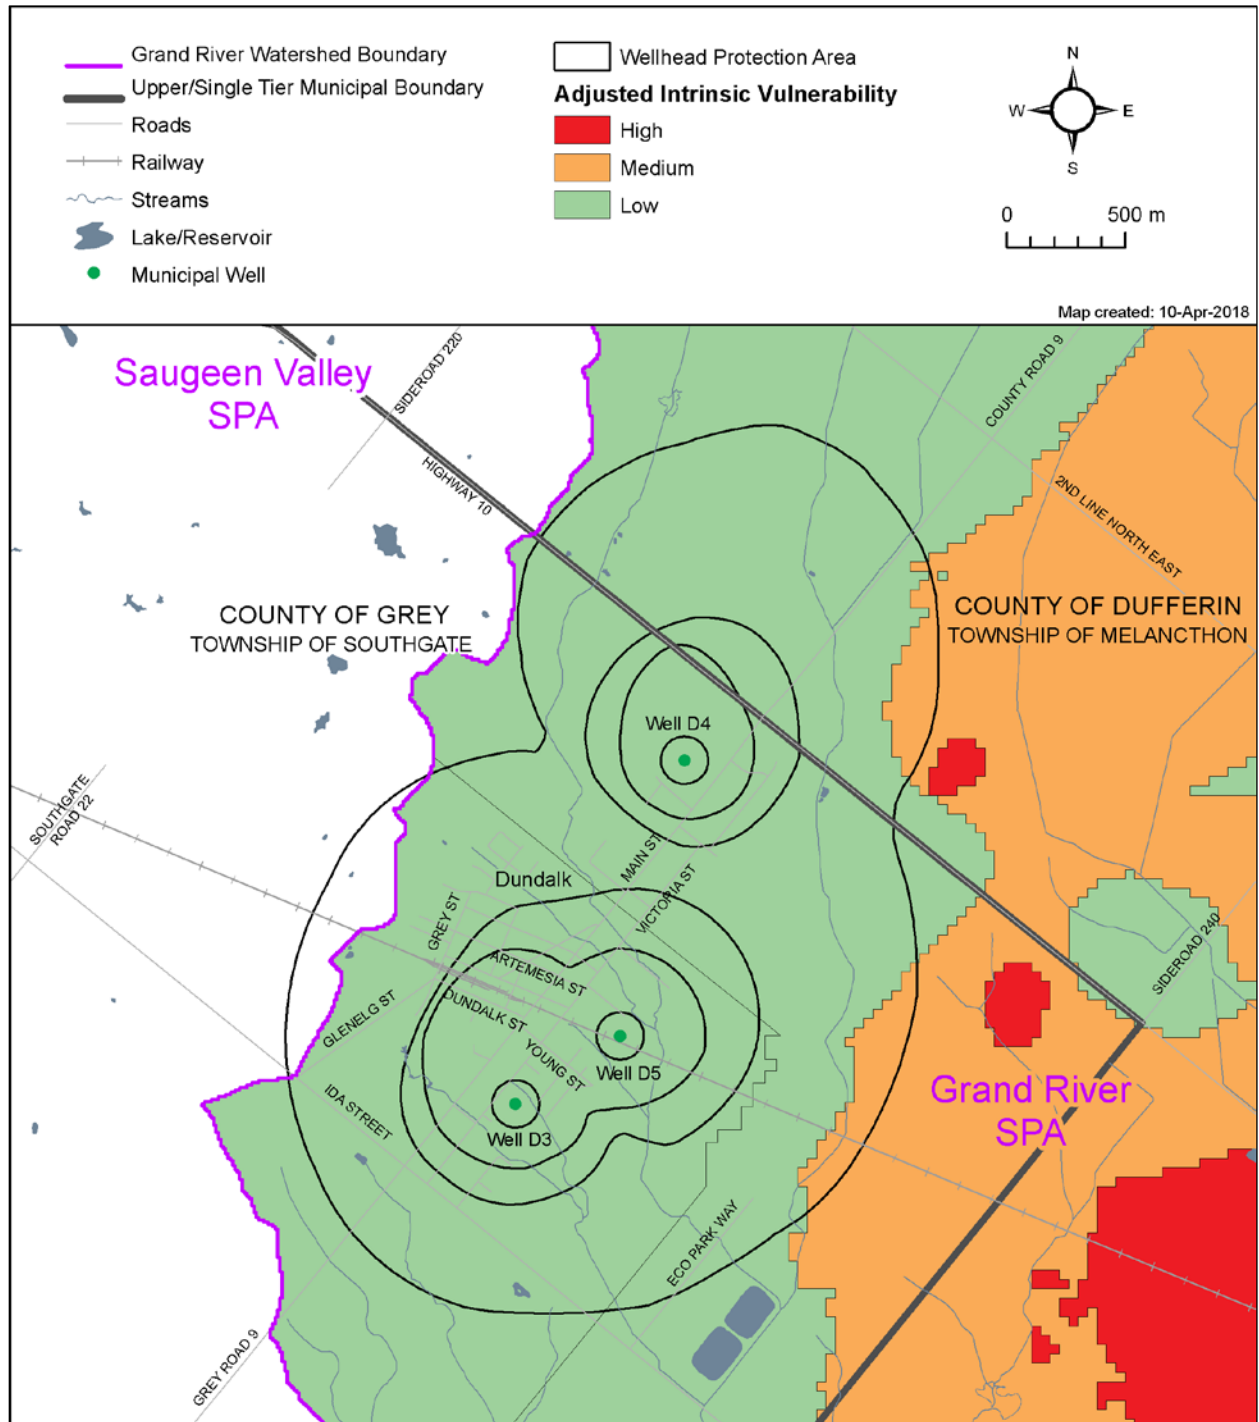 Grand River Watershed Boundary
Upper/Single Tier Municipal Boundary
Roads
Railway
Streams
Lake/Reservoir
Municipal Well
Wellhead Protection Area
Adjusted Intrinsic Vulnerability
High
Medium
Low
N
W
E
S
0
500 m
Map created: 10-Apr-2018
Saugeen Valley
SPA
SIDEROAD 220
HIGHWAY 10
COUNTY ROAD 9
2ND LINE NORTH EAST
COUNTY OF GREY
TOWNSHIP OF SOUTHGATE
COUNTY OF DUFFERIN
TOWNSHIP OF MELANCTHON
Well D4
SOUTHGATE
ROAD 22
MAIN ST
Dundalk
VICTORIA ST
GREY ST
ARTEMESIA ST
SIDEROAD 240
GLENELG ST
DUNDALK ST
YOUNG ST
Well D5
IDA STREET
Well D3
Grand River
SPA
ECO PARK WAY
GREY ROAD 9